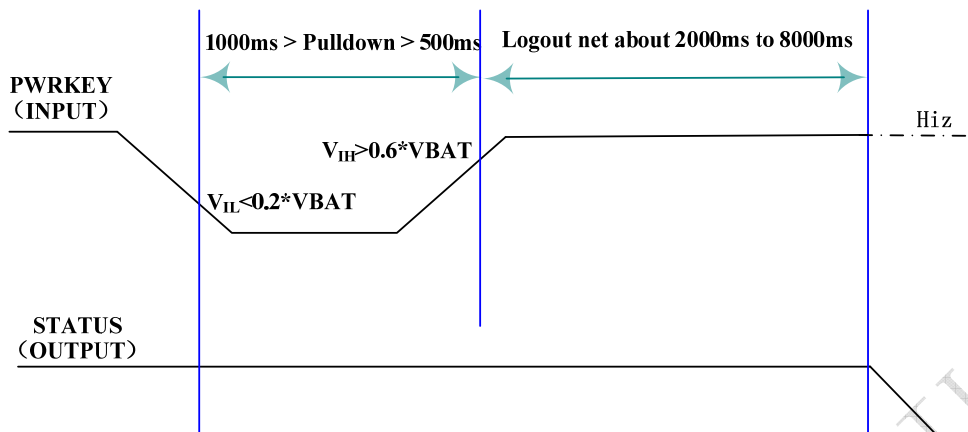 1000ms > Pulldown > 500ms
Logout net about 2000ms to 8000ms
PWRKEY
（INPUT）
Hiz
VIH>0.6*VBAT
VIL<0.2*VBAT
STATUS
（OUTPUT）